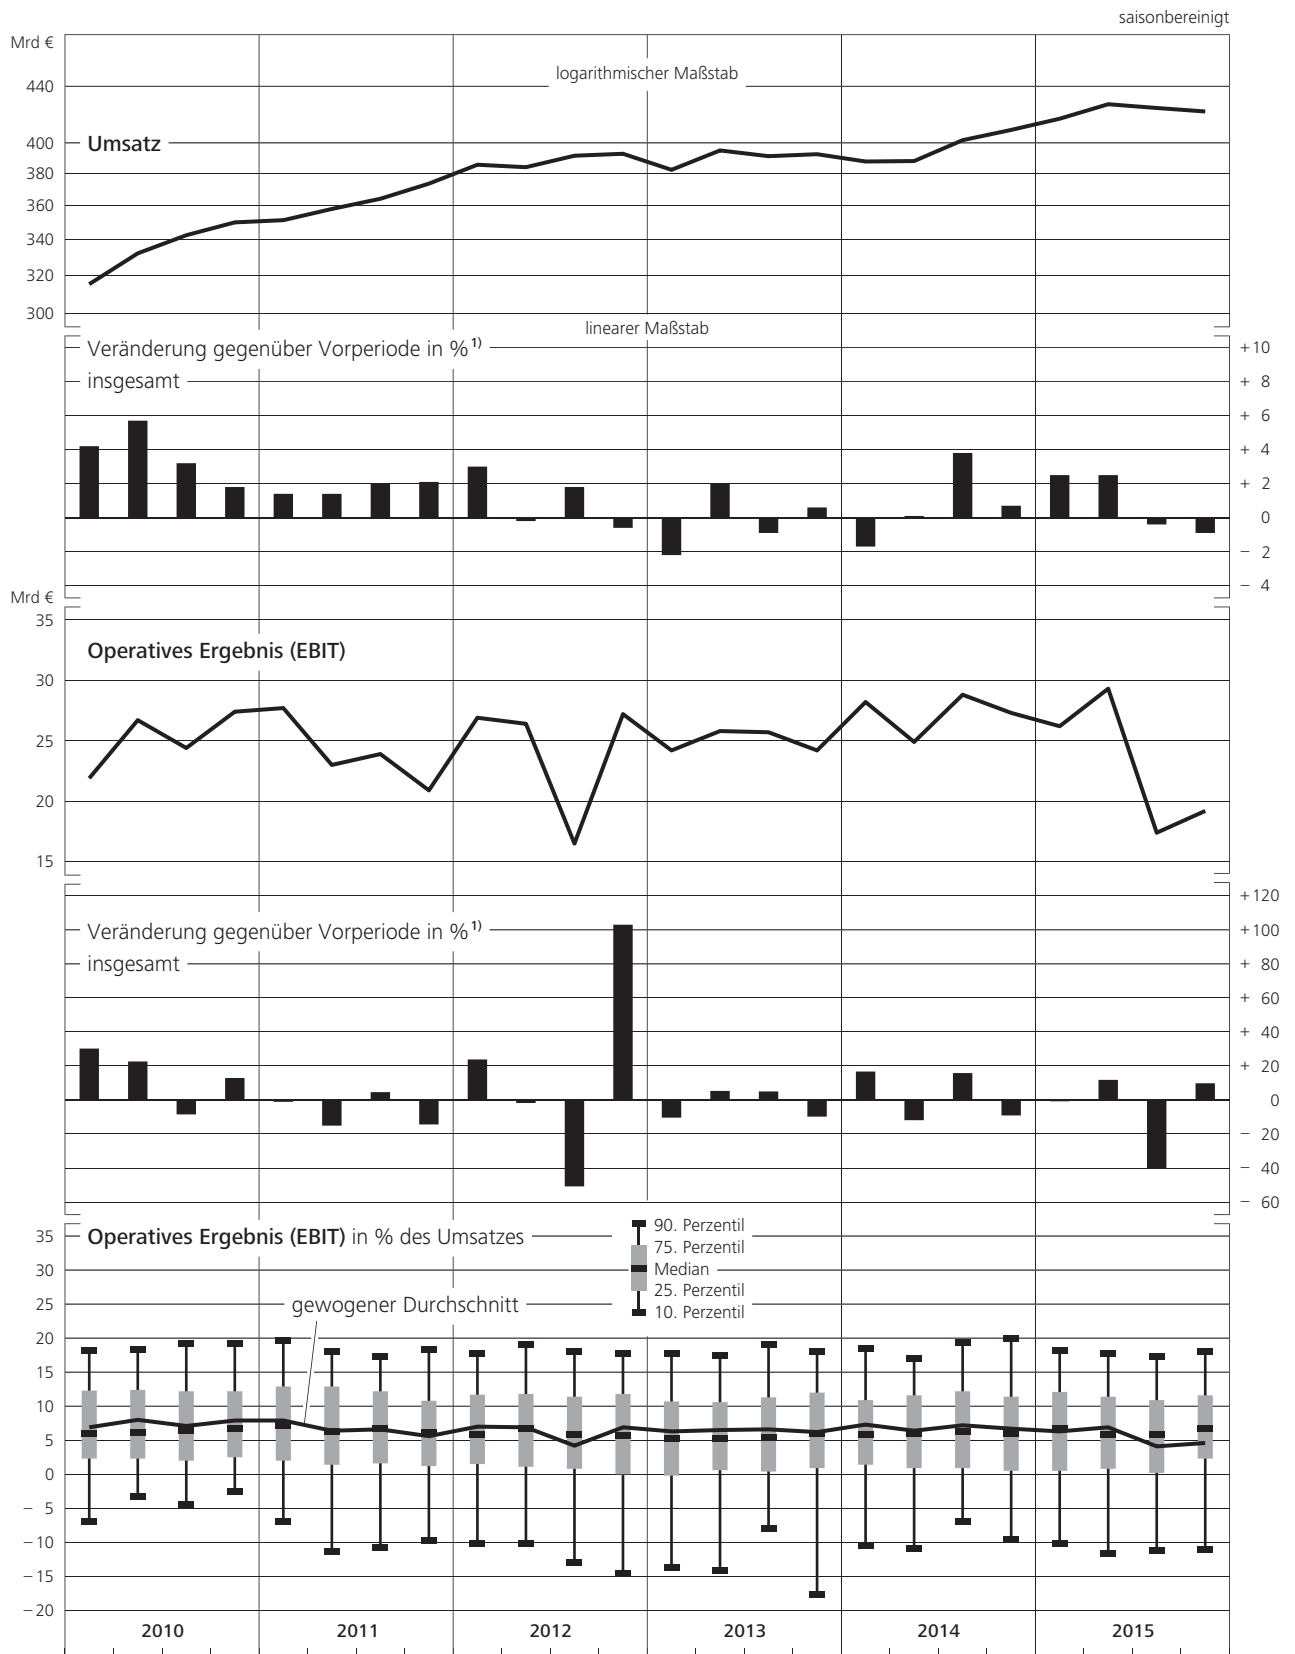 saisonbereinigt
Mrd €
logarithmischer Maßstab
440
Umsatz
400
380
360
340
320
300
linearer Maßstab
Veränderung gegenüber Vorperiode in %¹⁾
+10
insgesamt
+ 8
+ 6
+ 4
+ 2
0
− 2
− 4
Mrd €
35
Operatives Ergebnis (EBIT)
30
25
20
15
+120
Veränderung gegenüber Vorperiode in %¹⁾
+100
insgesamt
+ 80
+ 60
+ 40
+ 20
0
− 20
− 40
− 60
90. Perzentil
35 Operatives Ergebnis (EBIT) in % des Umsatzes
75. Perzentil
30
Median
25. Perzentil
25
gewogener Durchschnitt
10. Perzentil
20
15
10
5
0
− 5
−10
−15
−20
2010 2011 2012 2013 2014 2015